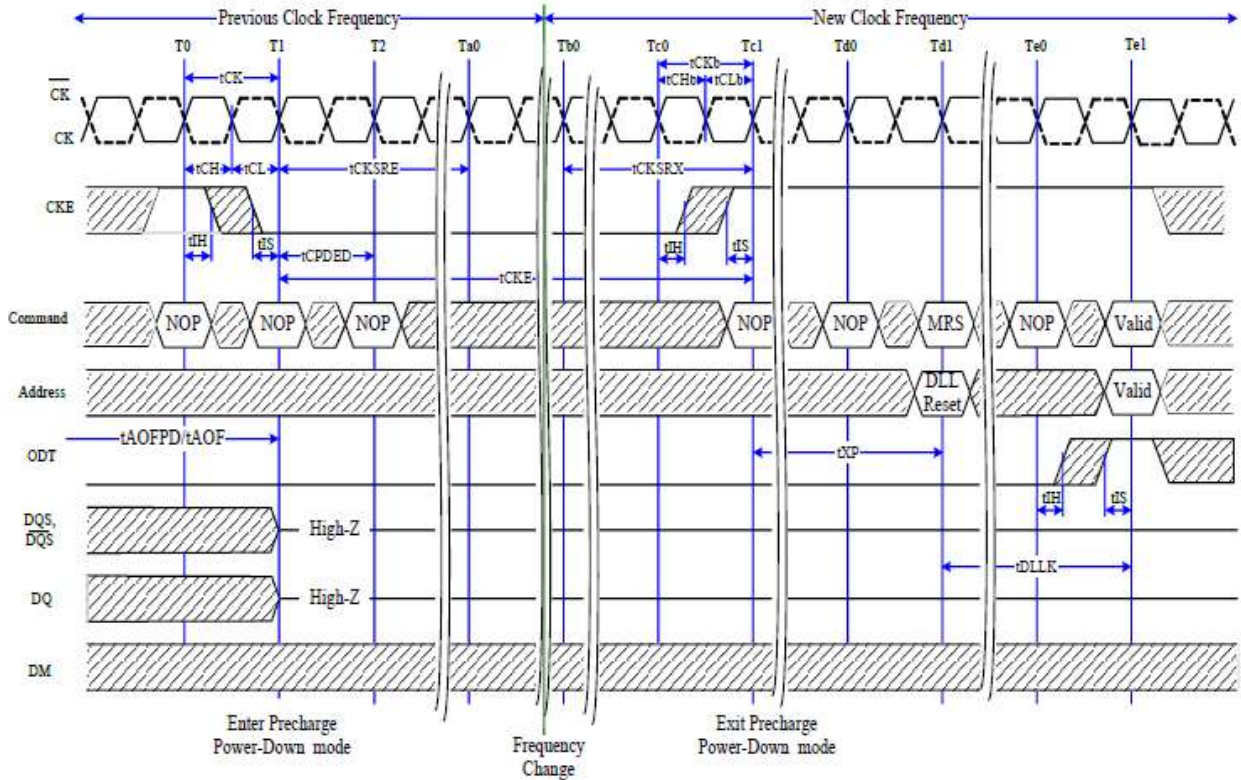 Previous Clock Frequency New Clock Frequency
T0 T1 T2 Ta0 Tb0 Tc0 Tc1 Td0 Td1 Te0 Te1
tCK tCKb
tCHb tCLb
CK
CK
tCH tCL tCKSRE tCKSRX
CKE
tIH tIS tCPDED tIH tIS
tCKE
Command NOP NOP NOP NOP NOP MRS NOP Valid
Address DLL Reset Valid
tAOFPD/tAOF
ODT tXP
tIH tIS
DQS, DQS High-Z
tDLLK
DQ High-Z
DM
Enter Precharge Power-Down mode
Frequency Change
Exit Precharge Power-Down mode